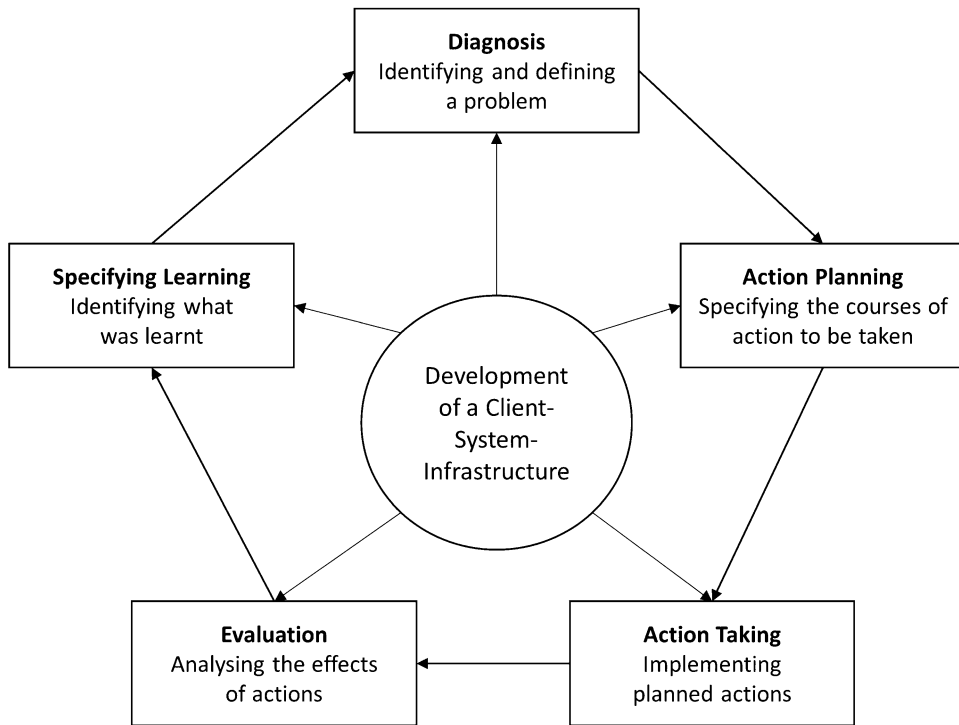 Diagnosis
Identifying and defining
a problem
Specifying Learning
Identifying what
was learnt
Action Planning
Specifying the courses of
action to be taken
Development
of a Client-
System-
Infrastructure
Evaluation
Analysing the effects
of actions
Action Taking
Implementing
planned actions